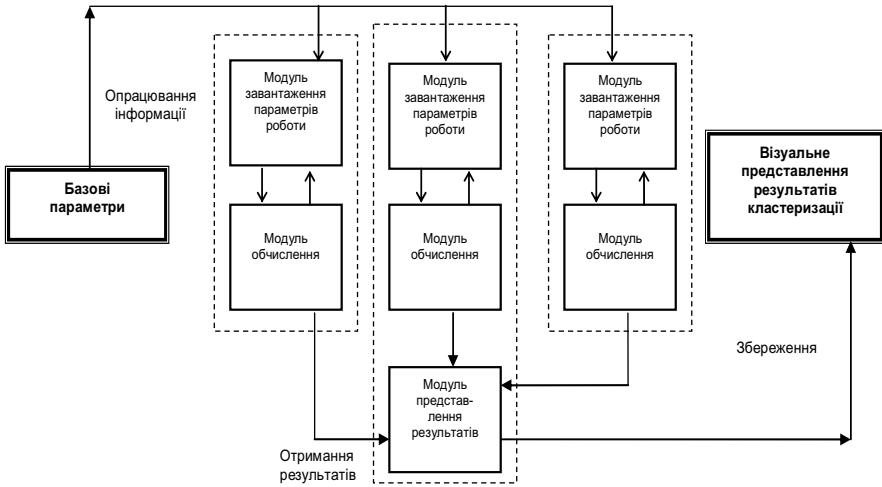 Опрацювання
інформації
Базові
параметри
Модуль
завантаження
параметрів
роботи
Модуль
обчислення
Модуль
завантаження
параметрів
роботи
Модуль
обчислення
Модуль
завантаження
параметрів
роботи
Модуль
обчислення
Візуальне
представлення
результатів
кластеризації
Збереження
Модуль
представ-
лення
результатів
Отримання
результатів